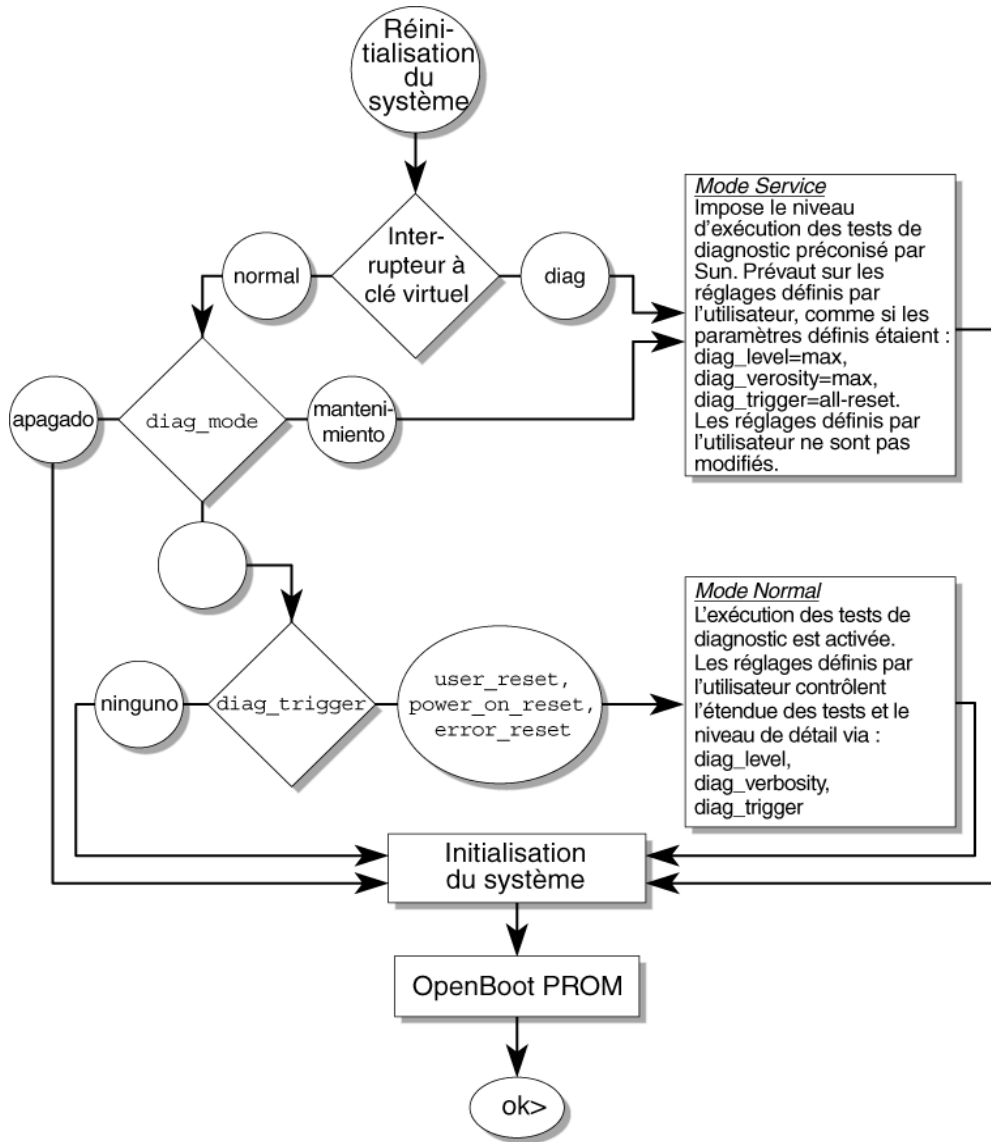 Réini-
tialisation
du
système
Inter-
rupteur à
clé virtuel
normal
diag
Mode Service
Impose le niveau
d'exécution des tests de
diagnostic préconisé par
Sun. Prévaut sur les
réglages définis par
l'utilisateur, comme si les
paramètres définis étaient :
diag_level=max,
diag_verosity=max,
diag_trigger=all-reset.
Les réglages définis par
l'utilisateur ne sont pas
modifiés.
apagado
diag_mode
manteni-
miento
Mode Normal
L'exécution des tests de
diagnostic est activée.
Les réglages définis par
l'utilisateur contrôlent
l'étendue des tests et le
niveau de détail via :
diag_level,
diag_verbosity,
diag_trigger
ninguno
diag_trigger
user_reset,
power_on_reset,
error_reset
Initialisation
du système
OpenBoot PROM
ok>